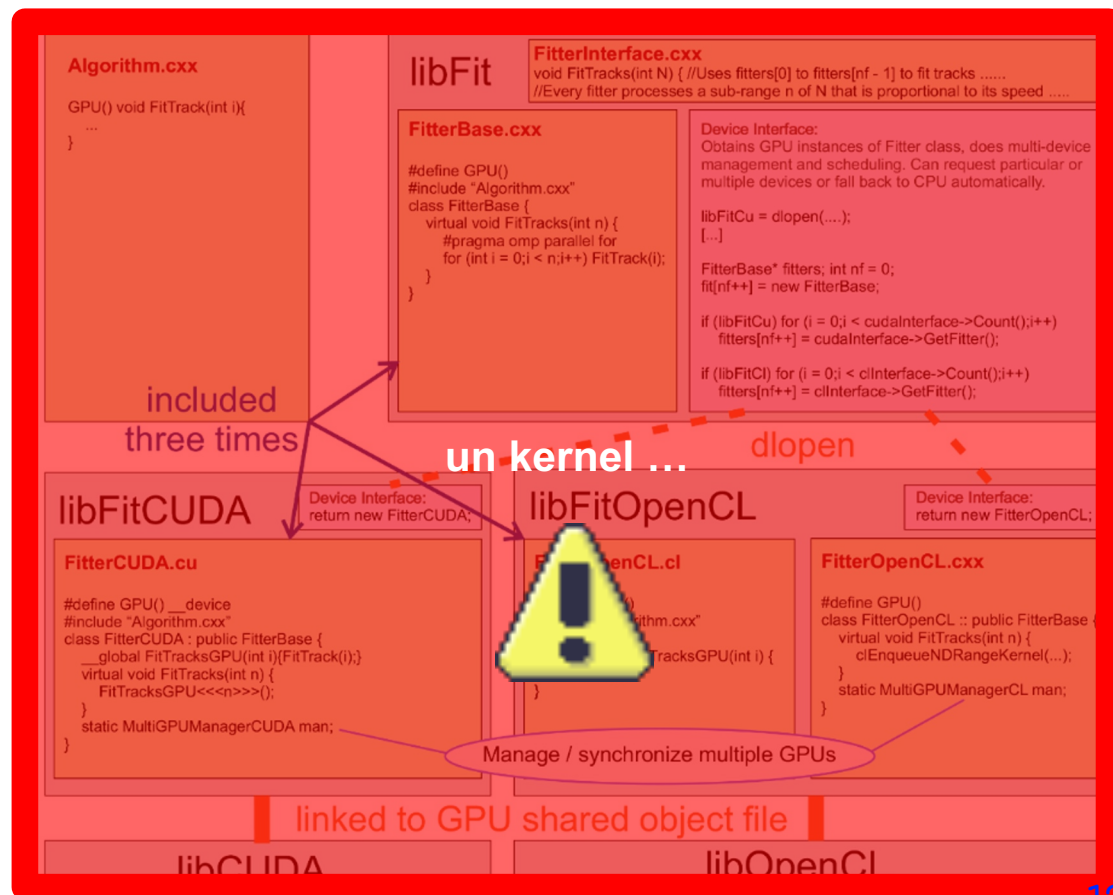 Algorithm.cxx
GPU() void FitTrack(int i){
...
}
libFit
FitterInterface.cxx
void FitTracks(int N) { //Uses fitters[0] to fitters[nf - 1] to fit tracks ......
//Every fitter processes a sub-range n of N that is proportional to its speed .....
FitterBase.cxx
#define GPU()
#include "Algorithm.cxx"
class FitterBase {
virtual void FitTracks(int n) {
#pragma omp parallel for
for (int i = 0;i < n;i++) FitTrack(i);
}
}
Device Interface:
Obtains GPU instances of Fitter class, does multi-device
management and scheduling. Can request particular or
multiple devices or fall back to CPU automatically.
libFitCu = dlopen(....);
[...]
FitterBase* fitters; int nf = 0;
fit[nf++] = new FitterBase;
if (libFitCu) for (i = 0;i < cudaInterface->Count();i++)
fitters[nf++] = cudaInterface->GetFitter();
if (libFitCl) for (i = 0;i < clInterface->Count();i++)
fitters[nf++] = clInterface->GetFitter();
included
three times
un kernel ...
dlopen
libFitCUDA
Device Interface:
return new FitterCUDA;
FitterCUDA.cu
#define GPU() __device
#include "Algorithm.cxx"
class FitterCUDA : public FitterBase {
__global FitTracksGPU(int i){FitTrack(i);}
virtual void FitTracks(int n) {
FitTracksGPU<<<n>>>();
}
static MultiGPUManagerCUDA man;
}
libFitOpenCL
Device Interface:
return new FitterOpenCL;
enCL.cl
)
rithm.cxx"
TracksGPU(int i) {
}
FitterOpenCL.cxx
#define GPU()
class FitterOpenCL :: public FitterBase {
virtual void FitTracks(int n) {
clEnqueueNDRangeKernel(...);
}
static MultiGPUManagerCL man;
}
Manage / synchronize multiple GPUs
linked to GPU shared object file
libCUDA
libOpenCL